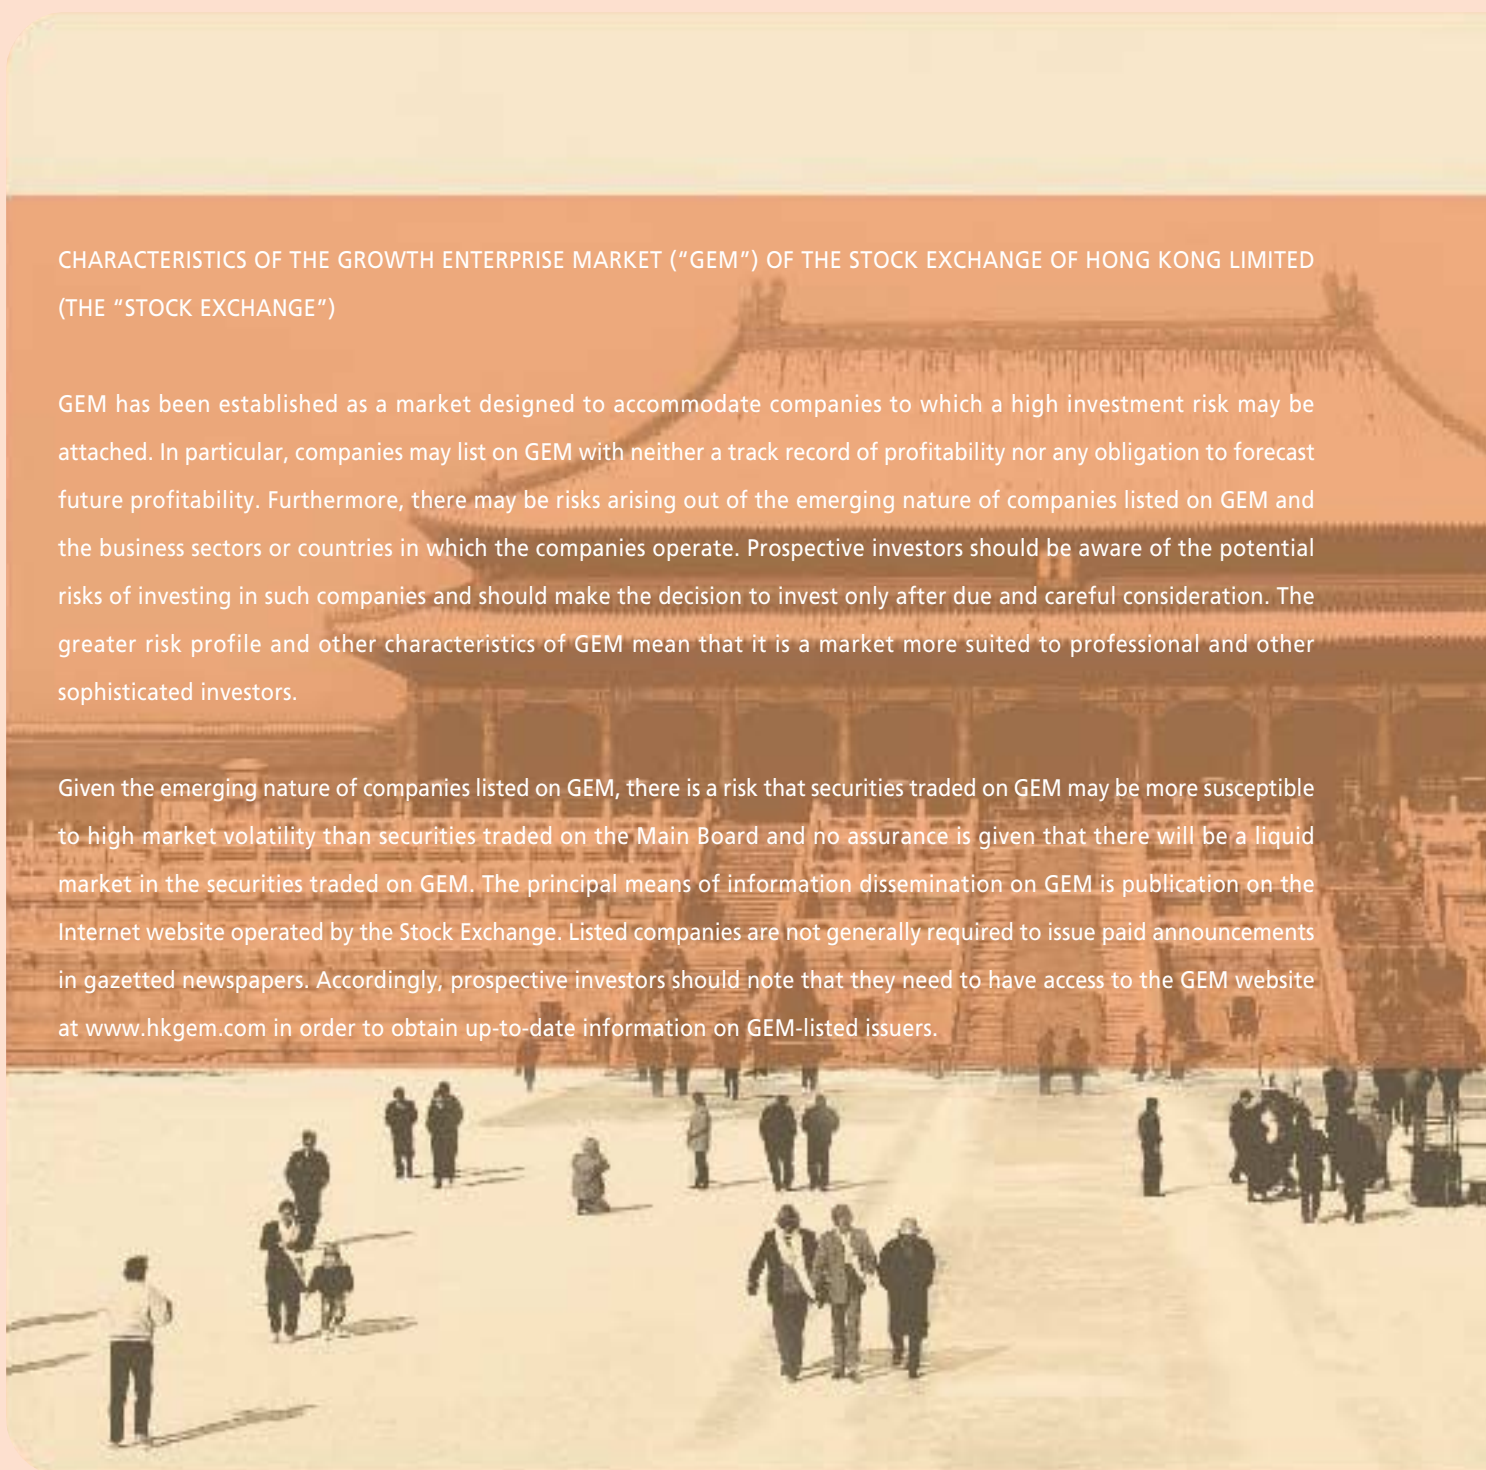 CHARACTERISTICS OF THE GROWTH ENTERPRISE MARKET (“GEM”) OF THE STOCK EXCHANGE OF HONG KONG LIMITED
(THE “STOCK EXCHANGE”)
GEM has been established as a market designed to accommodate companies to which a high investment risk may be
attached. In particular, companies may list on GEM with neither a track record of profitability nor any obligation to forecast
future profitability. Furthermore, there may be risks arising out of the emerging nature of companies listed on GEM and
the business sectors or countries in which the companies operate. Prospective investors should be aware of the potential
risks of investing in such companies and should make the decision to invest only after due and careful consideration. The
greater risk profile and other characteristics of GEM mean that it is a market more suited to professional and other
sophisticated investors.
Given the emerging nature of companies listed on GEM, there is a risk that securities traded on GEM may be more susceptible
to high market volatility than securities traded on the Main Board and no assurance is given that there will be a liquid
market in the securities traded on GEM. The principal means of information dissemination on GEM is publication on the
Internet website operated by the Stock Exchange. Listed companies are not generally required to issue paid announcements
in gazetted newspapers. Accordingly, prospective investors should note that they need to have access to the GEM website
at www.hkgem.com in order to obtain up-to-date information on GEM-listed issuers.